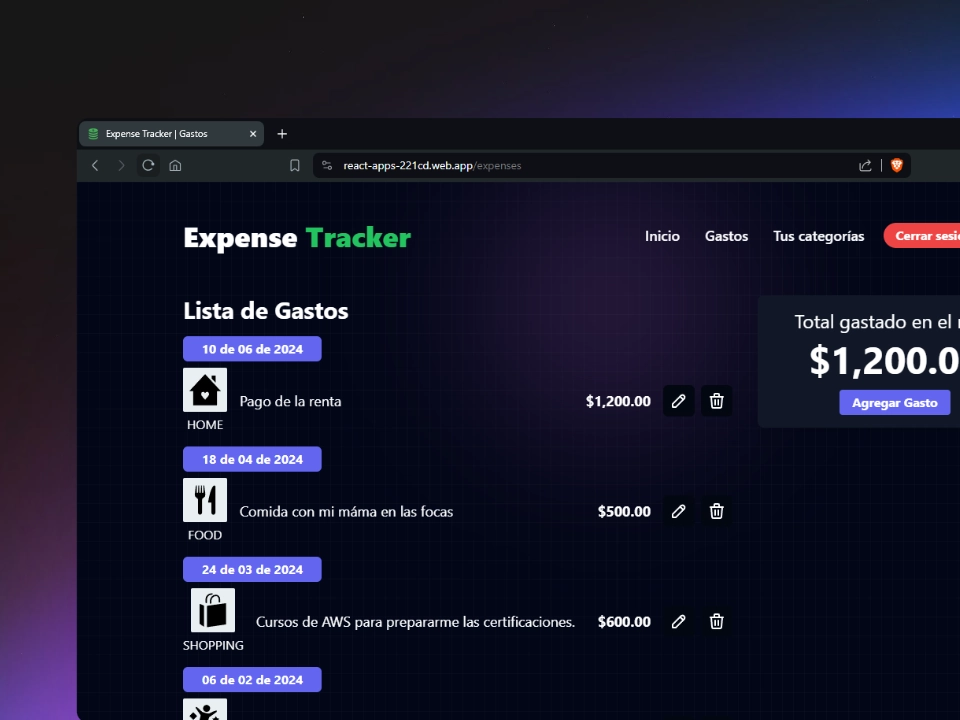 Expense Tracker | Gastos
react-apps-221cd.web.app/expenses
Expense Tracker
Inicio Gastos Tus categorías Cerrar
Lista de Gastos
Total gastado en el
$1,200.0
Agregar Gasto
10 de 06 de 2024
Pago de la renta $1,200.00
HOME
18 de 04 de 2024
Comida con mi máma en las focas $500.00
FOOD
24 de 03 de 2024
Cursos de AWS para prepararme las certificaciones. $600.00
SHOPPING
06 de 02 de 2024